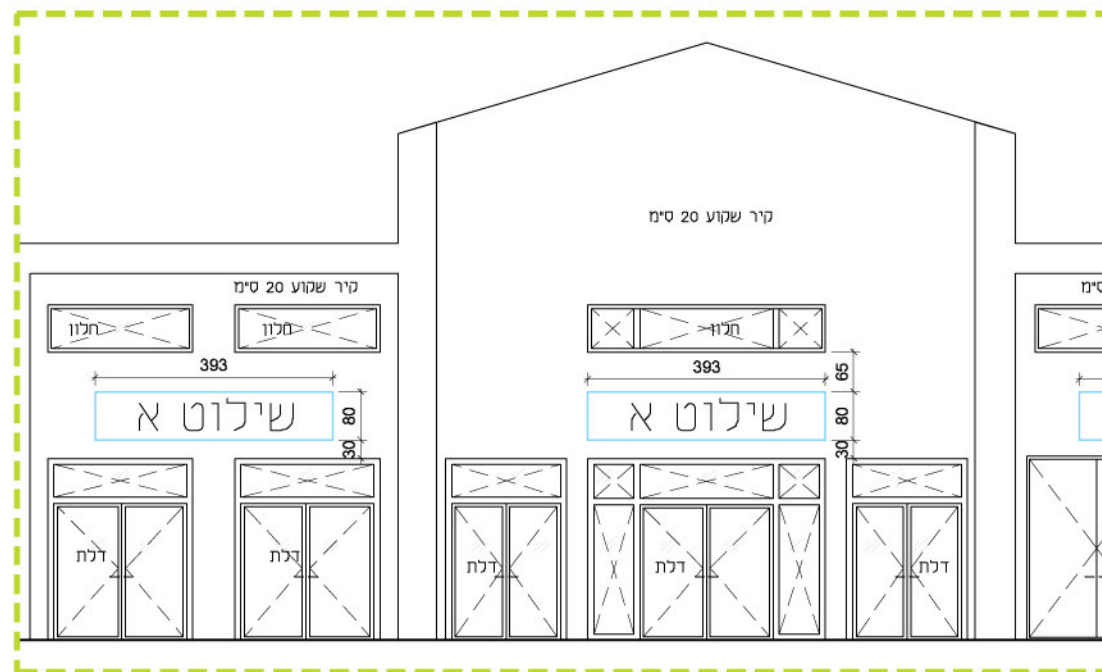 קיר שקוע 20 ס"מ
קיר שקוע 20 ס"מ
ס"מ
חלון
חלון
חלון
393
393
65
שילוט א
80
שילוט א
80
30
30
דלת
דלת
דלת
דלת
דלת